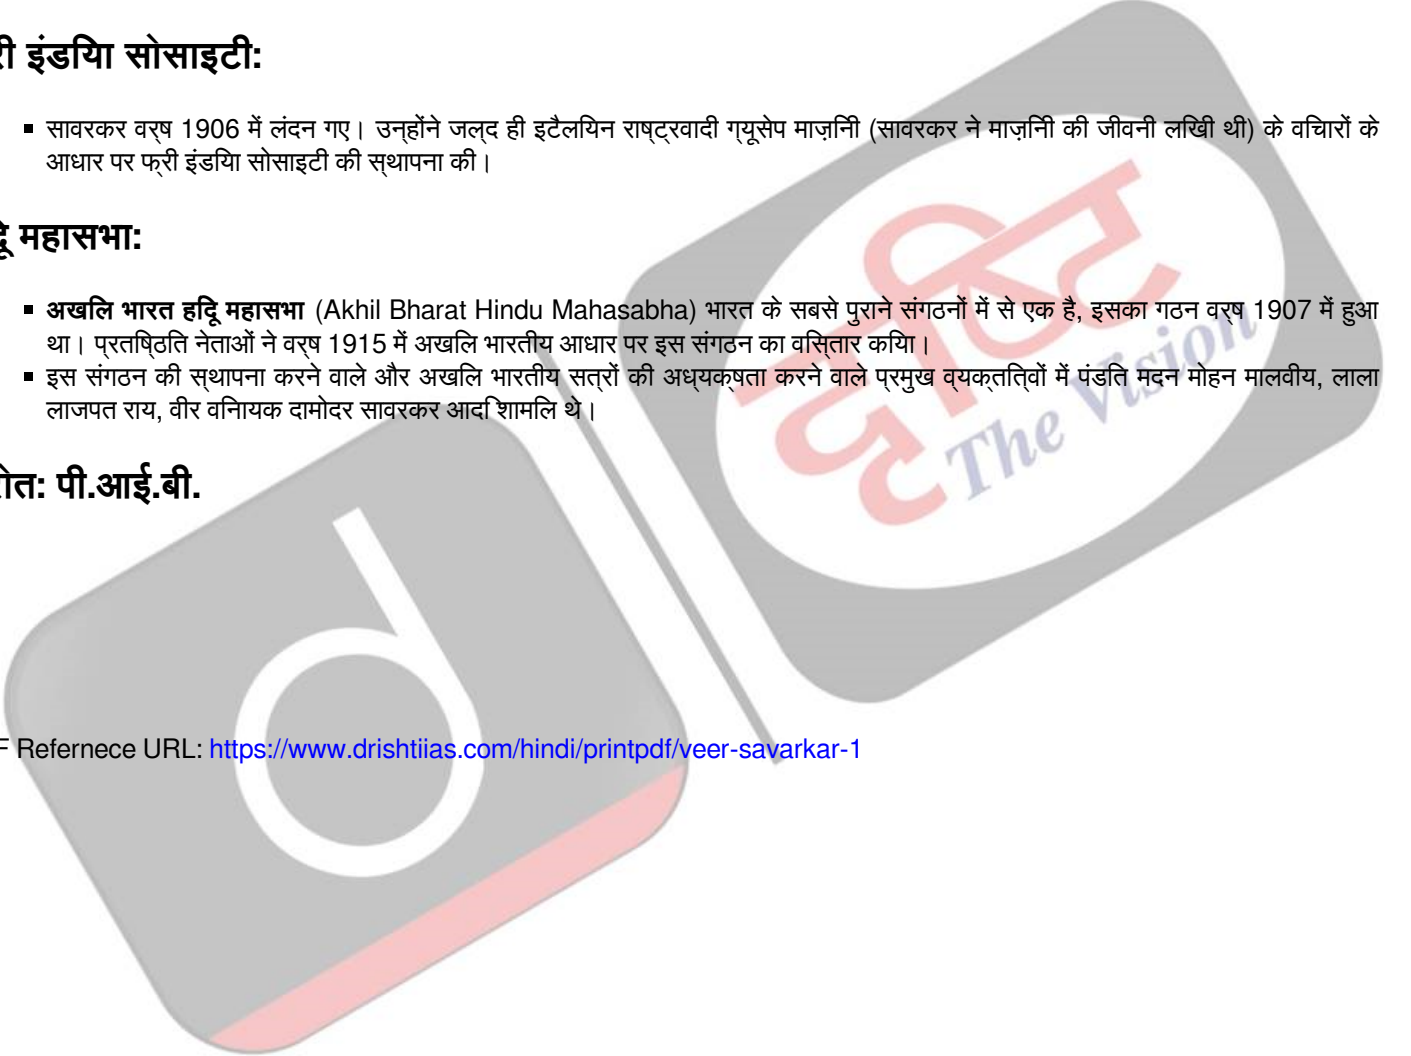 री इंडिया सोसाइटी:
▪ सावरकर वर्ष 1906 में लंदन गए। उन्होंने जल्द ही इटैलियन राष्ट्रवादी ग्यूसेप माज़िनी (सावरकर ने माज़िनी की जीवनी लिखी थी) के विचारों के
आधार पर फ्री इंडिया सोसाइटी की स्थापना की।
महासभा:
▪ अखिल भारत हिंदू महासभा (Akhil Bharat Hindu Mahasabha) भारत के सबसे पुराने संगठनों में से एक है, इसका गठन वर्ष 1907 में हुआ
था। प्रतिष्ठित नेताओं ने वर्ष 1915 में अखिल भारतीय आधार पर इस संगठन का विस्तार किया।
▪ इस संगठन की स्थापना करने वाले और अखिल भारतीय सत्रों की अध्यक्षता करने वाले प्रमुख व्यक्तित्वों में पंडित मदन मोहन मालवीय, लाला
लाजपत राय, वीर विनायक दामोदर सावरकर आदि शामिल थे।
रोत: पी.आई.बी.
F Refernece URL: https://www.drishtiias.com/hindi/printpdf/veer-savarkar-1
दृष्टि
The Vision
d